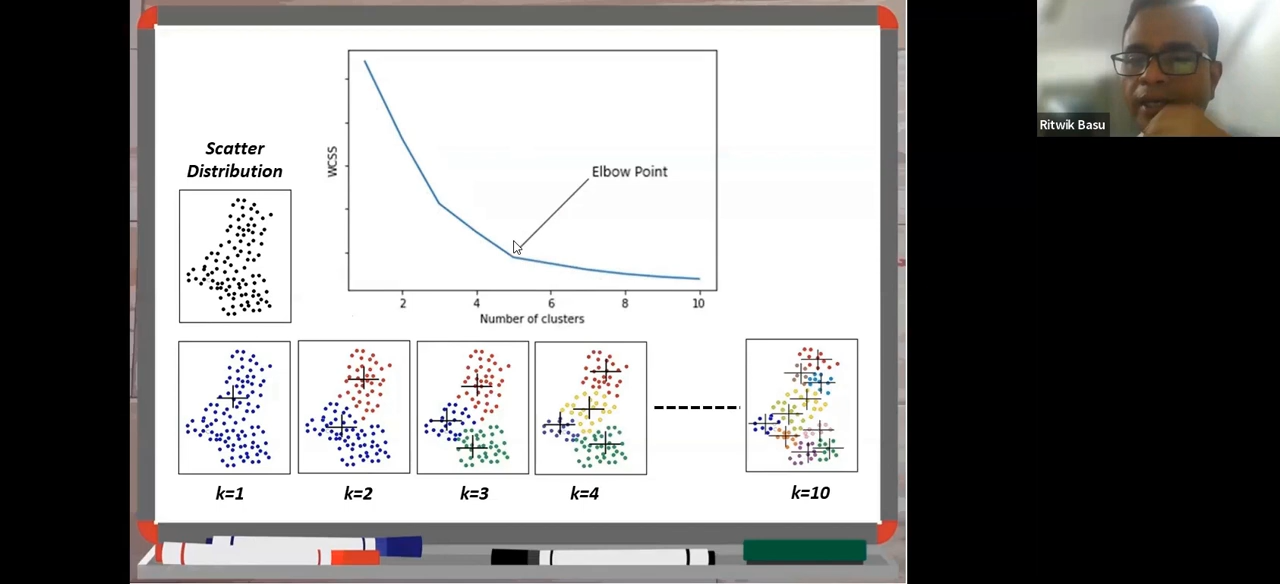 Ritwik Basu
Scatter
Distribution
WCSS
Elbow Point
2 4 6 8 10
Number of clusters
k=1 k=2 k=3 k=4 k=10